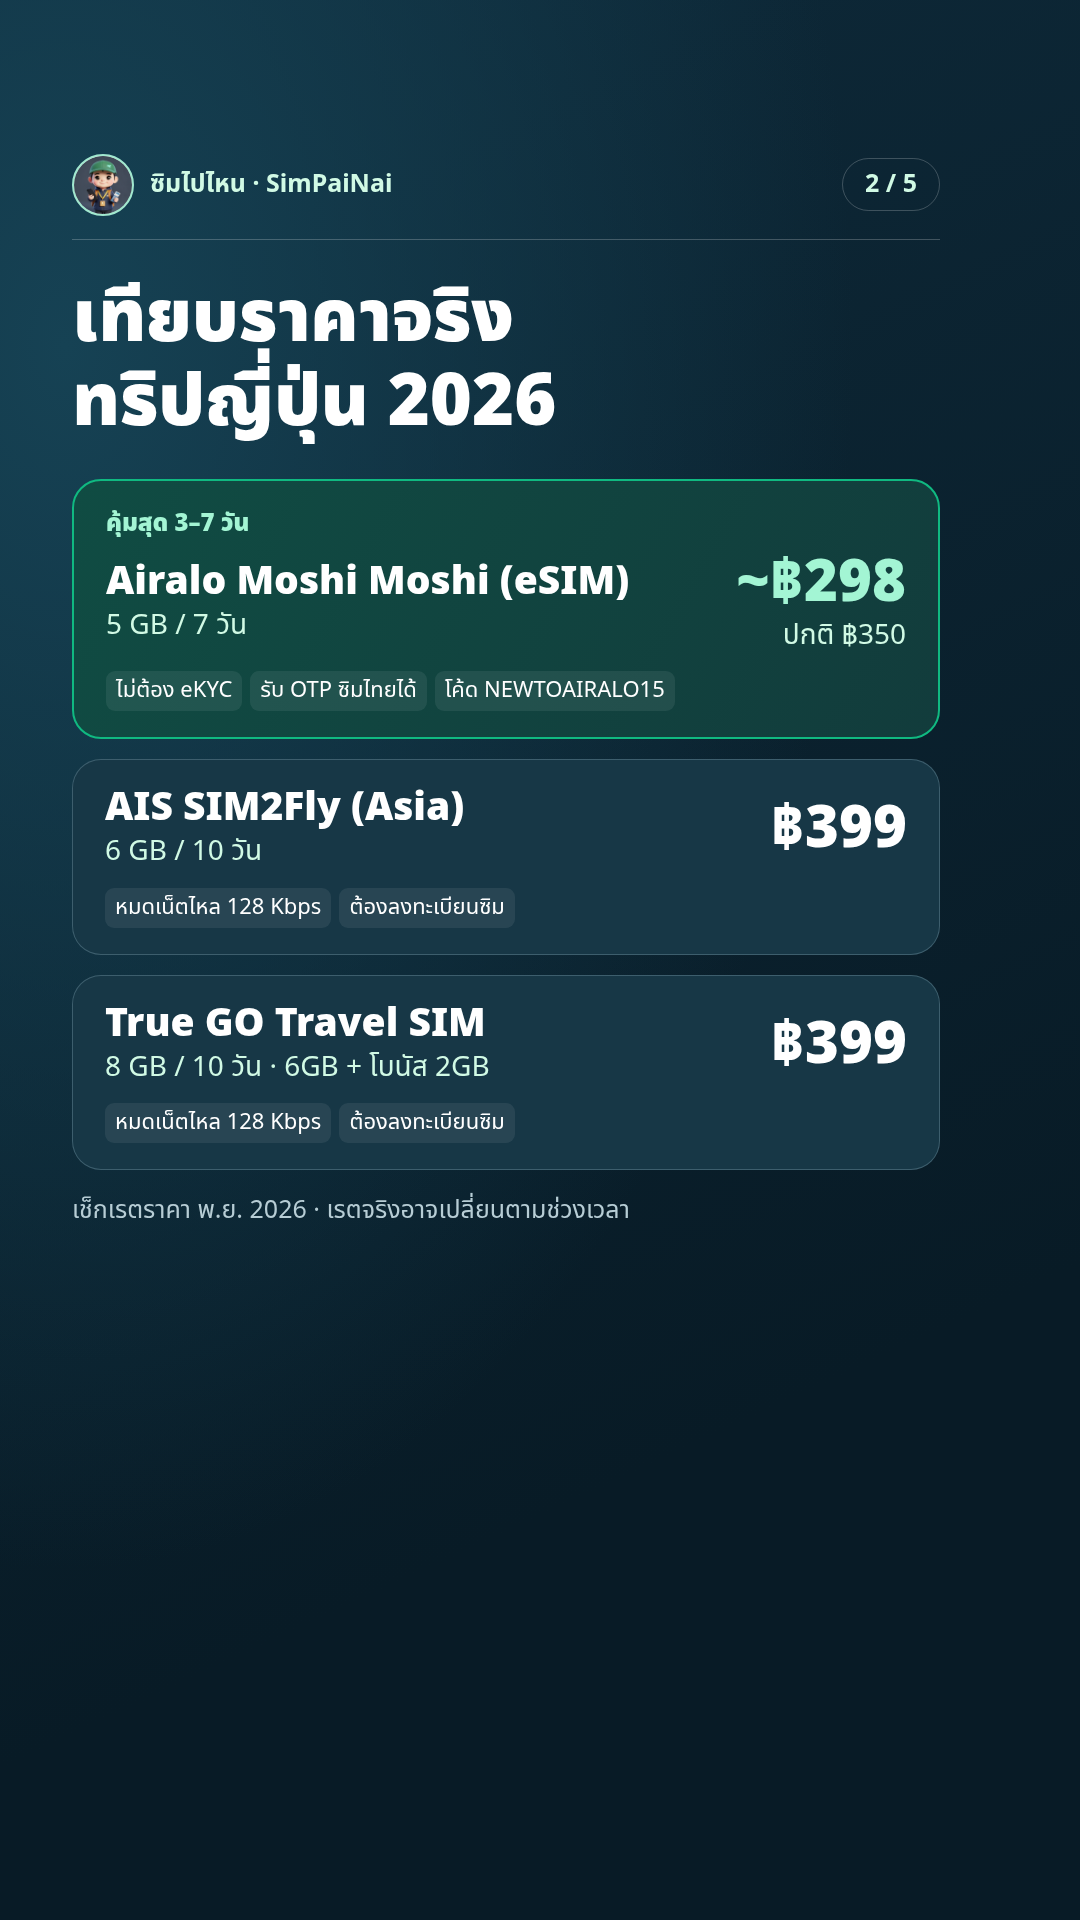 ซิมไปไหน · SimPaiNai
2 / 5
เทียบราคาจริง
ทริปญี่ปุ่น 2026
คุ้มสุด 3–7 วัน
Airalo Moshi Moshi (eSIM)
~฿298
5 GB / 7 วัน
ปกติ ฿350
ไม่ต้อง eKYC
รับ OTP ซิมไทยได้
โค้ด NEWTOAIRALO15
AIS SIM2Fly (Asia)
฿399
6 GB / 10 วัน
หมดเน็ตไหล 128 Kbps
ต้องลงทะเบียนซิม
True GO Travel SIM
฿399
8 GB / 10 วัน · 6GB + โบนัส 2GB
หมดเน็ตไหล 128 Kbps
ต้องลงทะเบียนซิม
เช็กเรตราคา พ.ย. 2026 · เรตจริงอาจเปลี่ยนตามช่วงเวลา